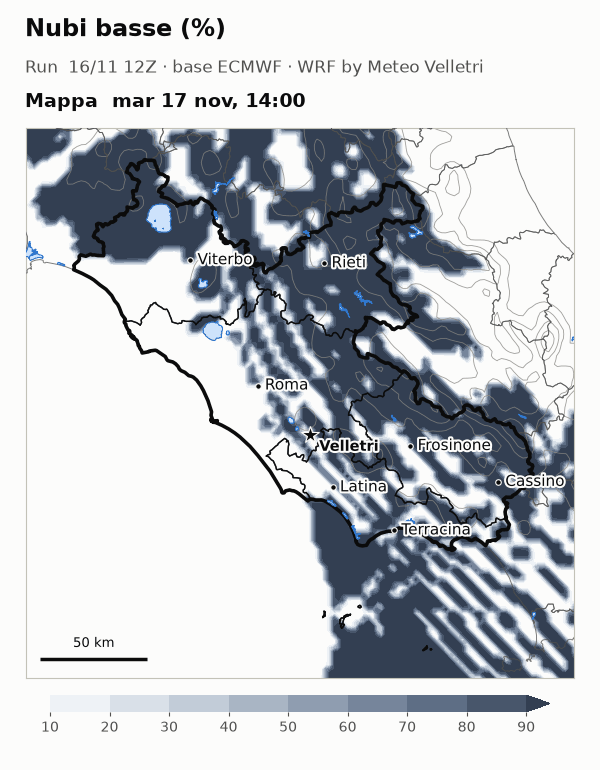 Nubi basse (%)
Run  16/11 12Z · base ECMWF · WRF by Meteo Velletri
Mappa  mar 17 nov, 14:00
Viterbo
Rieti
Roma
Velletri
Frosinone
Latina
Cassino
Terracina
50 km
10 20 30 40 50 60 70 80 90